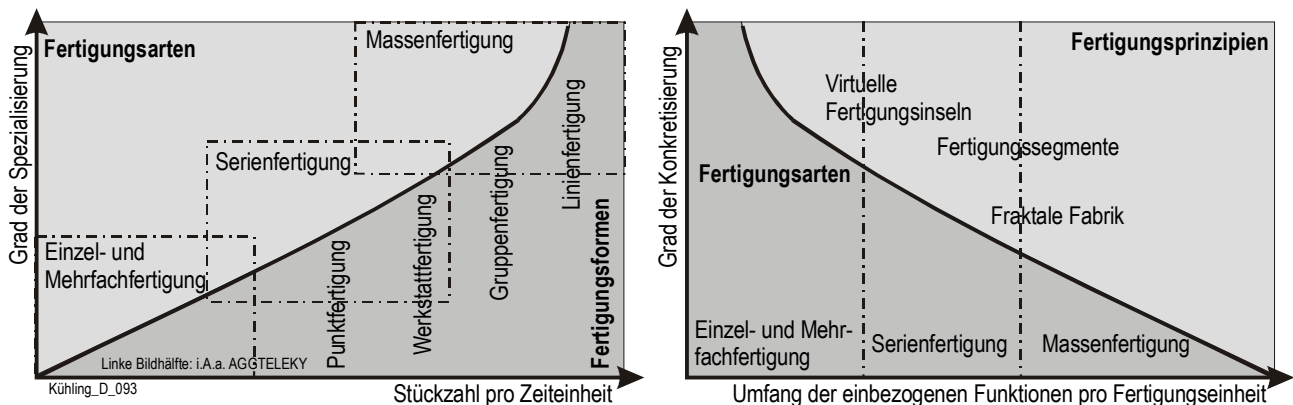 Fertigungsarten
Massenfertigung
Serienfertigung
Einzel- und
Mehrfachfertigung
Punktfertigung
Werkstattfertigung
Gruppenfertigung
Linienfertigung
Fertigungsformen
Linke Bildhälfte: i.A.a. AGGTELEKY
Kühling_D_093
Grad der Spezialisierung
Stückzahl pro Zeiteinheit
Fertigungsprinzipien
Virtuelle
Fertigungsinseln
Fertigungssegmente
Fertigungsarten
Fraktale Fabrik
Einzel- und Mehr-
fachfertigung
Serienfertigung
Massenfertigung
Grad der Konkretisierung
Umfang der einbezogenen Funktionen pro Fertigungseinheit